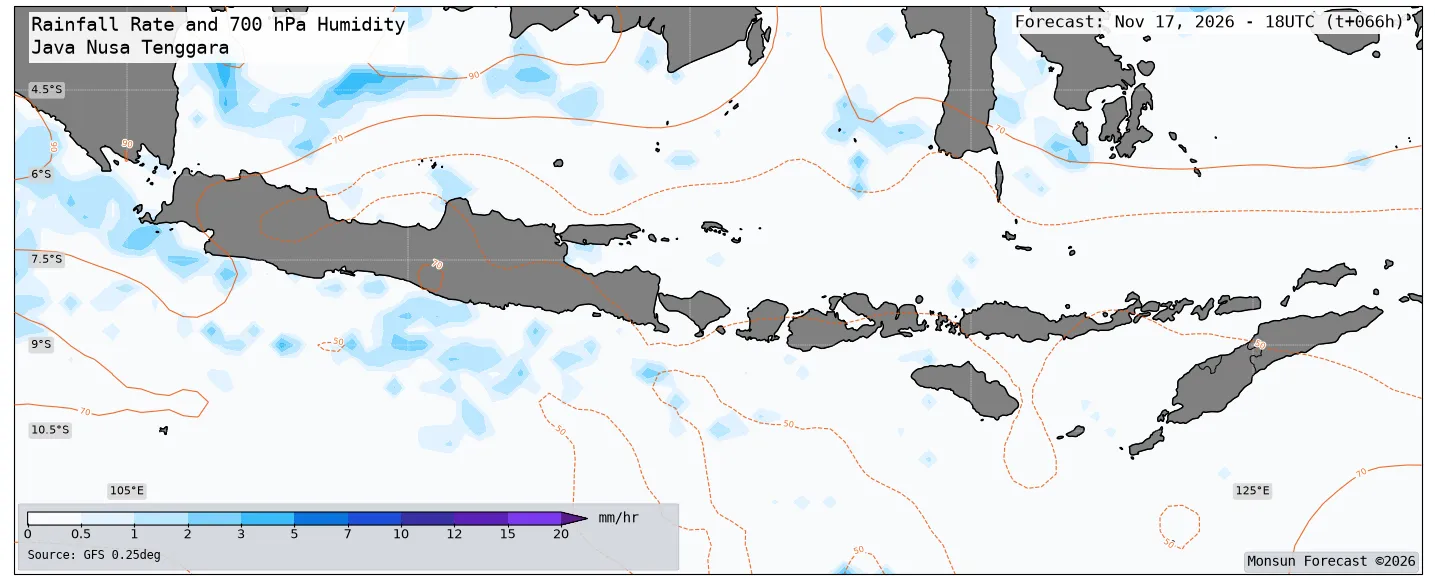 Rainfall Rate and 700 hPa Humidity
Java Nusa Tenggara
Forecast: Nov 17, 2026 - 18UTC (t+066h)
90
4.5°S
70
70
90
90
6°S
70
7.5°S
50
50
9°S
70
50
50
10.5°S
70
105°E
125°E
0 0.5 1 2 3 5 7 10 12 15 20 mm/hr
50
50
Source: GFS 0.25deg
Monsun Forecast ©2026